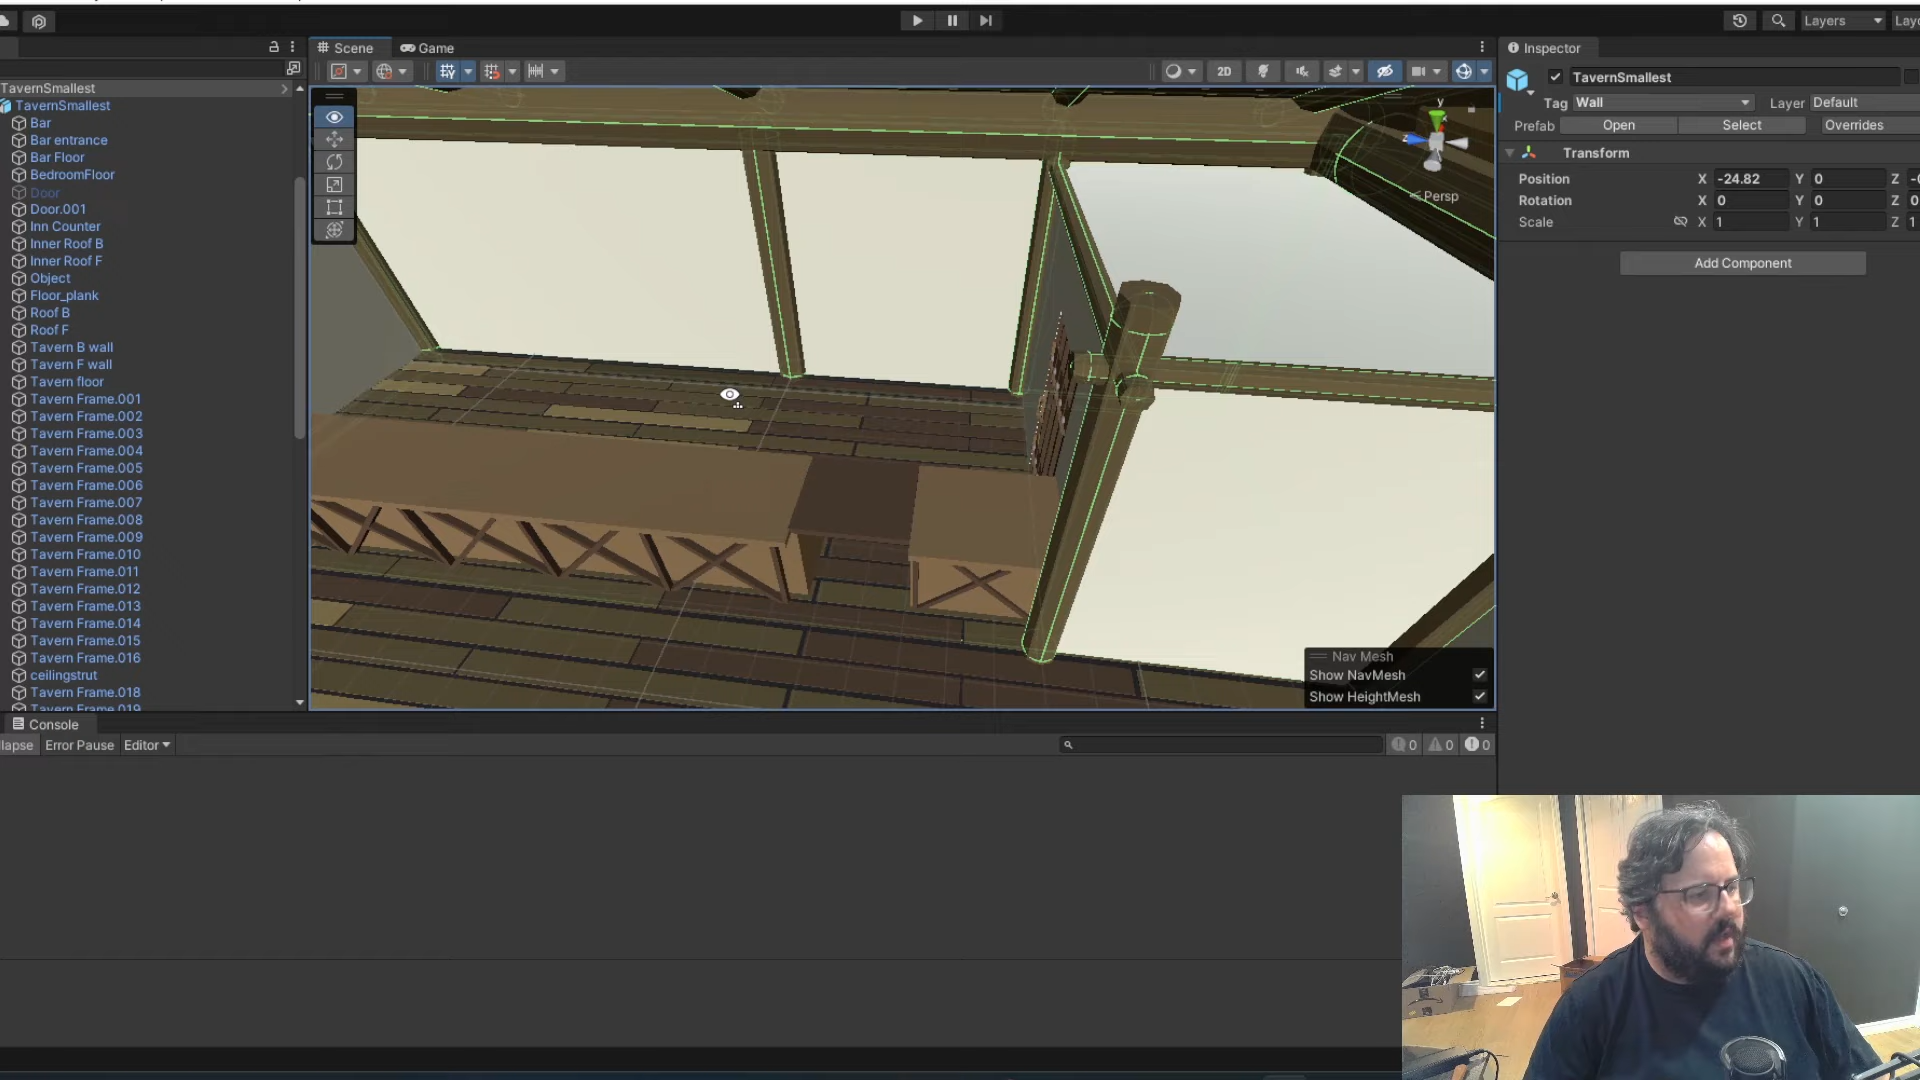 Layers
Layo
Scene
Game
Inspector
2D
TavernSmallest
TavernSmallest
Bar
Bar entrance
Bar Floor
BedroomFloor
Door
Door.001
Inn Counter
Inner Roof B
Inner Roof F
Object
Floor_plank
Roof B
Roof F
Tavern B wall
Tavern F wall
Tavern floor
Tavern Frame.001
Tavern Frame.002
Tavern Frame.003
Tavern Frame.004
Tavern Frame.005
Tavern Frame.006
Tavern Frame.007
Tavern Frame.008
Tavern Frame.009
Tavern Frame.010
Tavern Frame.011
Tavern Frame.012
Tavern Frame.013
Tavern Frame.014
Tavern Frame.015
Tavern Frame.016
ceilingstrut
Tavern Frame.018
Tavern Frame.019
y
z
< Persp
Nav Mesh
Show NavMesh
Show HeightMesh
TavernSmallest
Tag Wall Layer Default
Prefab Open Select Overrides
Transform
Position X -24.82 Y 0 Z -0
Rotation X 0 Y 0 Z 0
Scale X 1 Y 1 Z 1
Add Component
Console
lapse Error Pause Editor
0 0 0